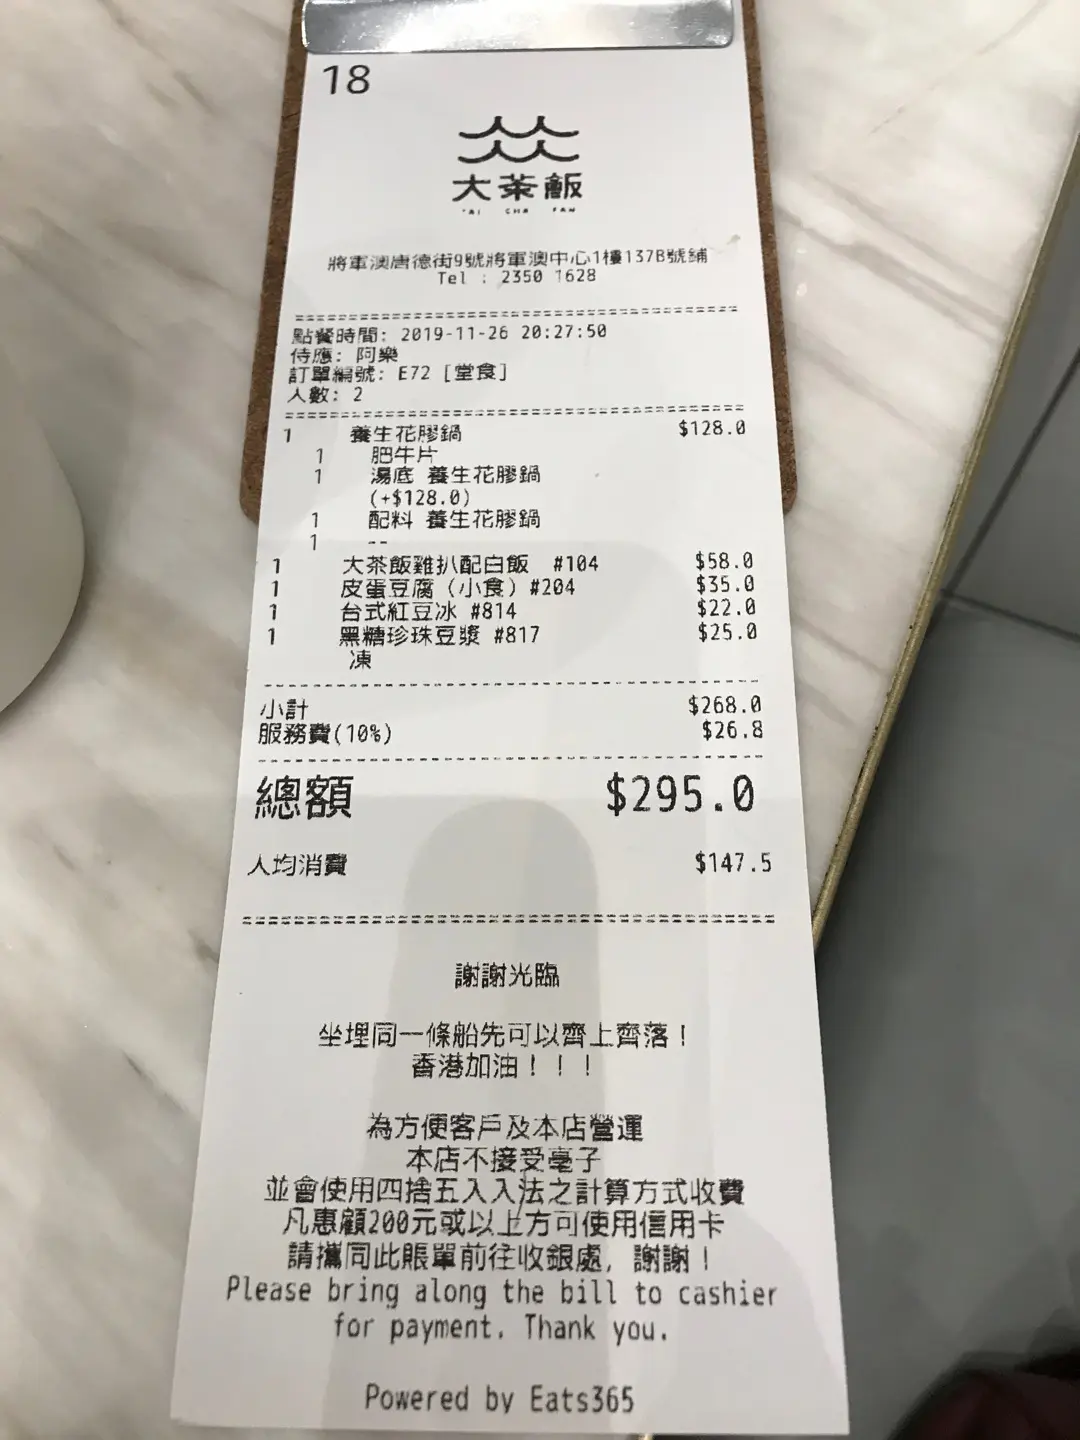 18
大茶飯
TAI CHA FAN
將軍澳唐德街9號將軍澳中心1樓137B號舖
Tel : 2350 1628
點餐時間: 2019-11-26 20:27:50
侍應: 阿樂
訂單編號: E72 [堂食]
人數: 2
1 養生花膠鍋 $128.0
1 肥牛片
1 湯底 養生花膠鍋
(+$128.0)
1 配料 養生花膠鍋
1 --
1 大茶飯雞扒配白飯 #104 $58.0
1 皮蛋豆腐（小食）#204 $35.0
1 台式紅豆冰 #814 $22.0
1 黑糖珍珠豆漿 #817 $25.0
凍
小計 $268.0
服務費(10%) $26.8
總額 $295.0
人均消費 $147.5
謝謝光臨
坐埋同一條船先可以齊上齊落！
香港加油！！！
為方便客戶及本店營運
本店不接受毫子
並會使用四捨五入入法之計算方式收費
凡惠顧200元或以上方可使用信用卡
請攜同此賬單前往收銀處，謝謝！
Please bring along the bill to cashier
for payment. Thank you.
Powered by Eats365